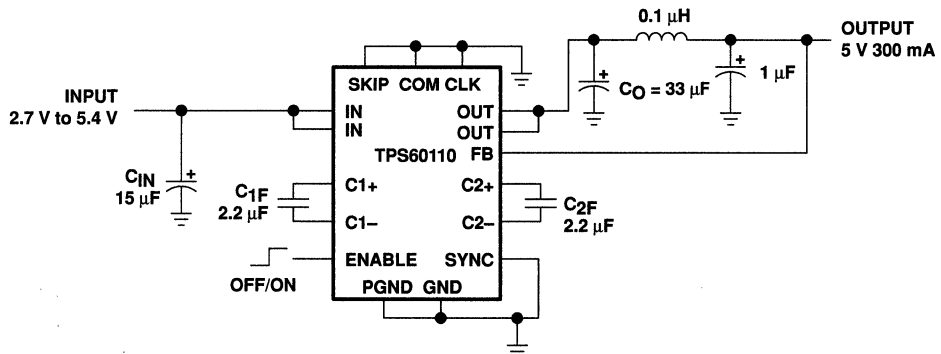 0.1 μH
OUTPUT
5 V 300 mA
SKIP COM CLK
CO = 33 μF
1 μF
INPUT
2.7 V to 5.4 V
IN
IN
OUT
OUT
TPS60110 FB
CIN
15 μF
C1F
2.2 μF
C1+
C1–
C2+
C2–
C2F
2.2 μF
ENABLE SYNC
OFF/ON
PGND GND